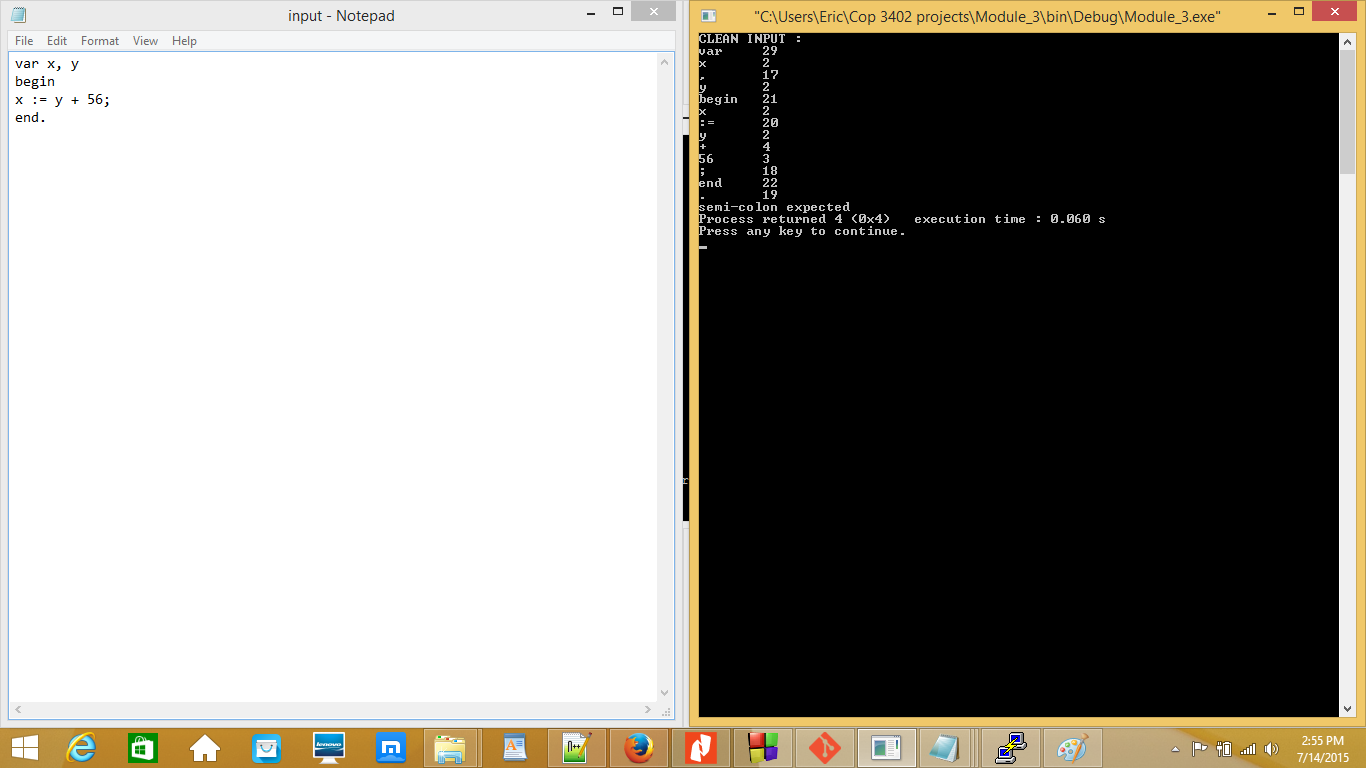 input - Notepad
File Edit Format View Help
var x, y
begin
x := y + 56;
end.
"C:\Users\Eric\Cop 3402 projects\Module_3\bin\Debug\Module_3.exe"
CLEAN INPUT :
var 29
x 2
, 17
y 2
begin 21
x 2
:= 20
y 2
+ 4
56 3
; 18
end 22
. 19
semi-colon expected
Process returned 4 (0x4) execution time : 0.060 s
Press any key to continue.
r
lenovo
2:55 PM
7/14/2015